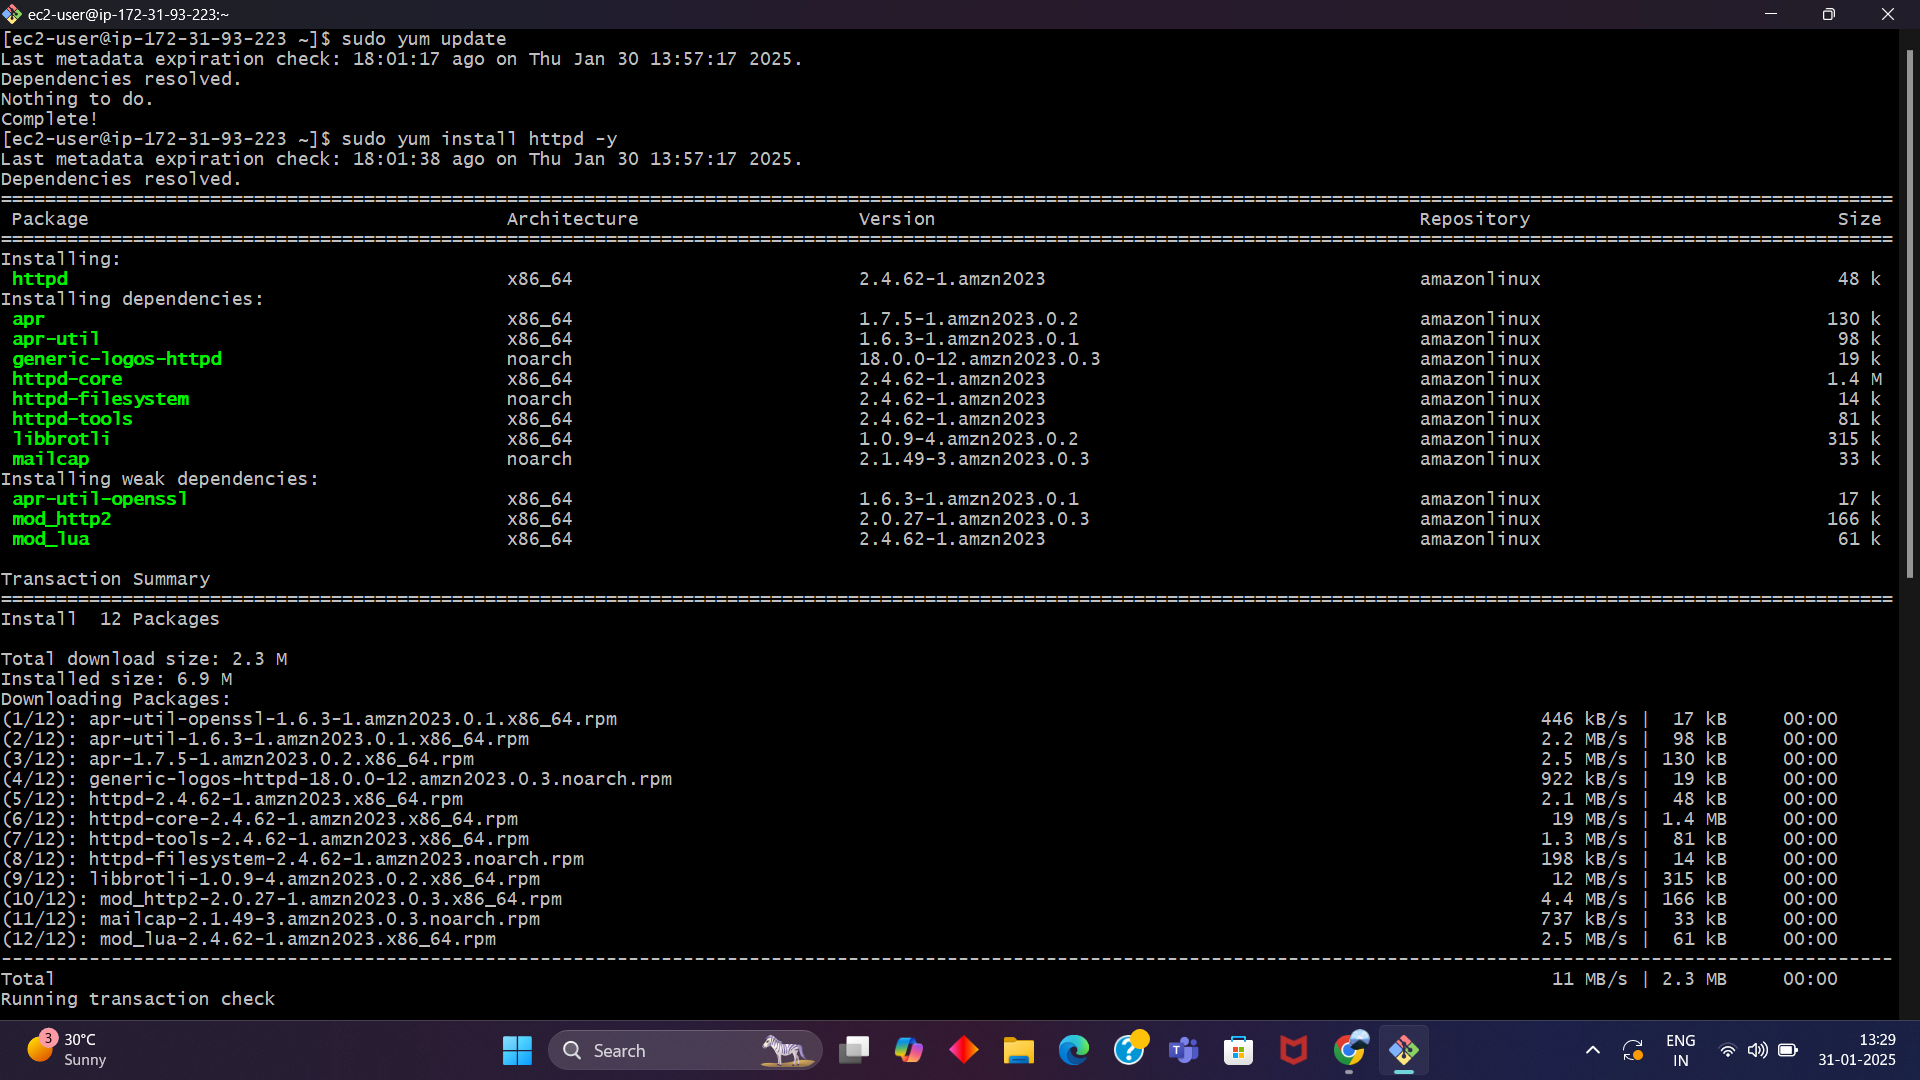 ec2-user@ip-172-31-93-223:~
[ec2-user@ip-172-31-93-223 ~]$ sudo yum update
Last metadata expiration check: 18:01:17 ago on Thu Jan 30 13:57:17 2025.
Dependencies resolved.
Nothing to do.
Complete!
[ec2-user@ip-172-31-93-223 ~]$ sudo yum install httpd -y
Last metadata expiration check: 18:01:38 ago on Thu Jan 30 13:57:17 2025.
Dependencies resolved.
Package Architecture Version Repository Size
Installing:
httpd x86_64 2.4.62-1.amzn2023 amazonlinux 48 k
Installing dependencies:
apr x86_64 1.7.5-1.amzn2023.0.2 amazonlinux 130 k
apr-util x86_64 1.6.3-1.amzn2023.0.1 amazonlinux 98 k
generic-logos-httpd noarch 18.0.0-12.amzn2023.0.3 amazonlinux 19 k
httpd-core x86_64 2.4.62-1.amzn2023 amazonlinux 1.4 M
httpd-filesystem noarch 2.4.62-1.amzn2023 amazonlinux 14 k
httpd-tools x86_64 2.4.62-1.amzn2023 amazonlinux 81 k
libbrotli x86_64 1.0.9-4.amzn2023.0.2 amazonlinux 315 k
mailcap noarch 2.1.49-3.amzn2023.0.3 amazonlinux 33 k
Installing weak dependencies:
apr-util-openssl x86_64 1.6.3-1.amzn2023.0.1 amazonlinux 17 k
mod_http2 x86_64 2.0.27-1.amzn2023.0.3 amazonlinux 166 k
mod_lua x86_64 2.4.62-1.amzn2023 amazonlinux 61 k
Transaction Summary
Install 12 Packages
Total download size: 2.3 M
Installed size: 6.9 M
Downloading Packages:
(1/12): apr-util-openssl-1.6.3-1.amzn2023.0.1.x86_64.rpm 446 kB/s | 17 kB 00:00
(2/12): apr-util-1.6.3-1.amzn2023.0.1.x86_64.rpm 2.2 MB/s | 98 kB 00:00
(3/12): apr-1.7.5-1.amzn2023.0.2.x86_64.rpm 2.5 MB/s | 130 kB 00:00
(4/12): generic-logos-httpd-18.0.0-12.amzn2023.0.3.noarch.rpm 922 kB/s | 19 kB 00:00
(5/12): httpd-2.4.62-1.amzn2023.x86_64.rpm 2.1 MB/s | 48 kB 00:00
(6/12): httpd-core-2.4.62-1.amzn2023.x86_64.rpm 19 MB/s | 1.4 MB 00:00
(7/12): httpd-tools-2.4.62-1.amzn2023.x86_64.rpm 1.3 MB/s | 81 kB 00:00
(8/12): httpd-filesystem-2.4.62-1.amzn2023.noarch.rpm 198 kB/s | 14 kB 00:00
(9/12): libbrotli-1.0.9-4.amzn2023.0.2.x86_64.rpm 12 MB/s | 315 kB 00:00
(10/12): mod_http2-2.0.27-1.amzn2023.0.3.x86_64.rpm 4.4 MB/s | 166 kB 00:00
(11/12): mailcap-2.1.49-3.amzn2023.0.3.noarch.rpm 737 kB/s | 33 kB 00:00
(12/12): mod_lua-2.4.62-1.amzn2023.x86_64.rpm 2.5 MB/s | 61 kB 00:00
Total 11 MB/s | 2.3 MB 00:00
Running transaction check
3
30°C
Sunny
Search
ENG
IN
13:29
31-01-2025